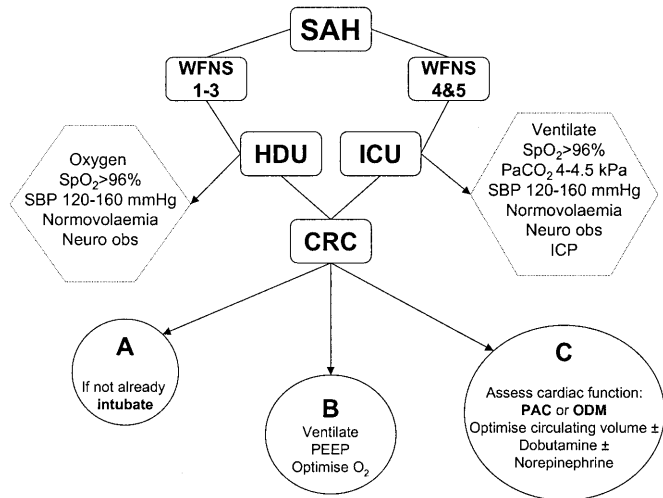 SAH
WFNS
1-3
WFNS
4&5
HDU
ICU
Oxygen
SpO₂>96%
SBP 120-160 mmHg
Normovolaemia
Neuro obs
Ventilate
SpO₂>96%
PaCO₂ 4-4.5 kPa
SBP 120-160 mmHg
Normovolaemia
Neuro obs
ICP
CRC
A
If not already
intubate
B
Ventilate
PEEP
Optimise O₂
C
Assess cardiac function:
PAC or ODM
Optimise circulating volume ±
Dobutamine ±
Norepinephrine